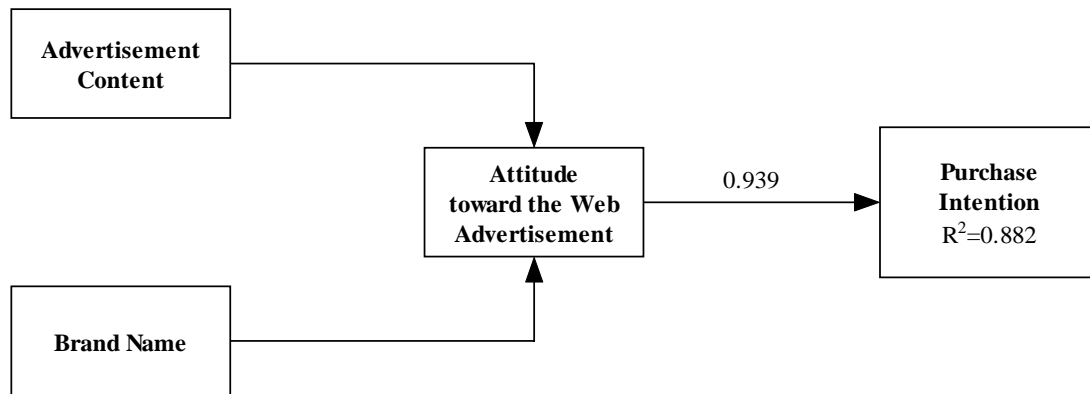 Advertisement
Content
Attitude
toward the Web
Advertisement
0.939
Purchase
Intention
R²=0.882
Brand Name